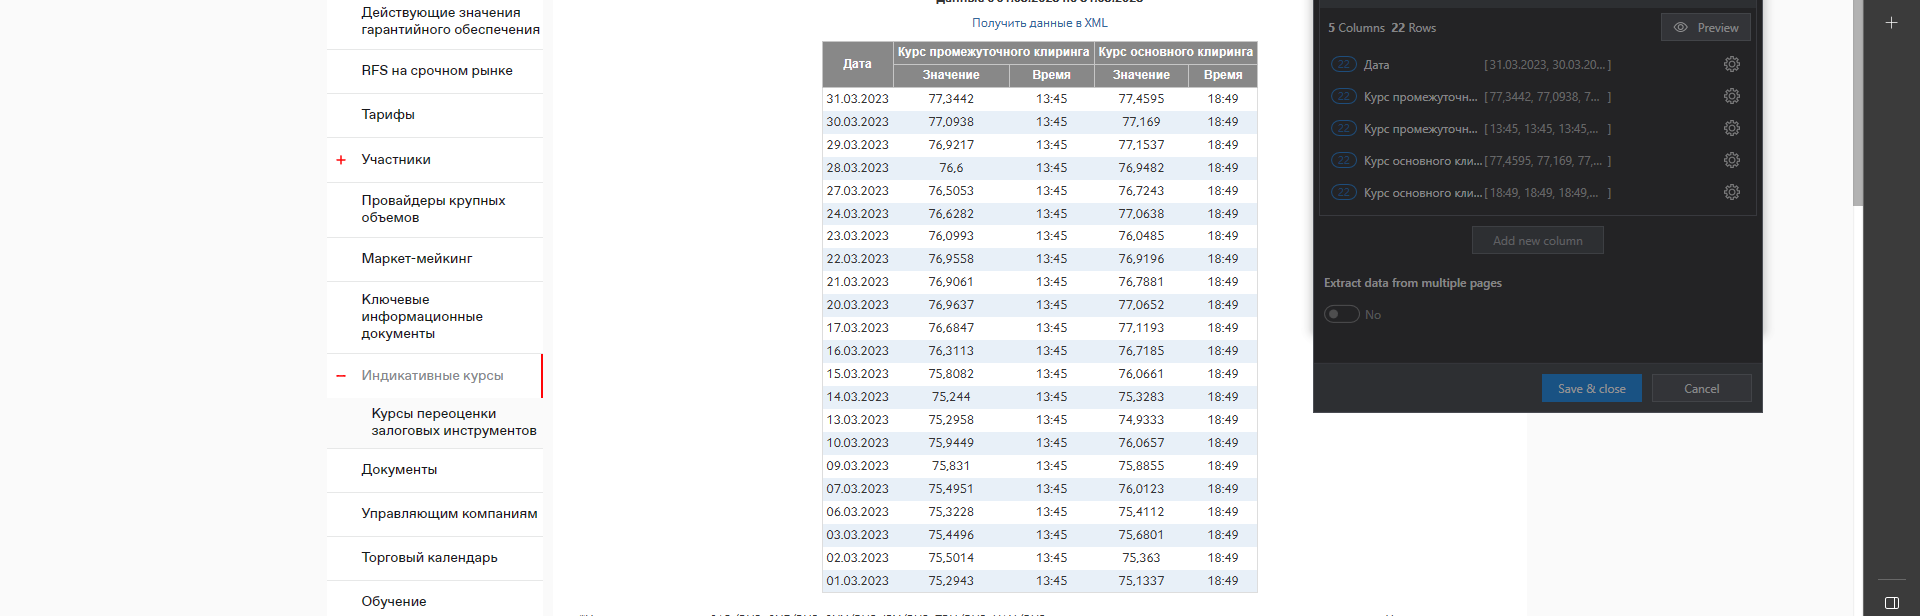 Действующие значения
гарантийного обеспечения
RFS на срочном рынке
Тарифы
+ Участники
Провайдеры крупных
объемов
Маркет-мейкинг
Ключевые
информационные
документы
– Индикативные курсы
Курсы переоценки
залоговых инструментов
Документы
Управляющим компаниям
Торговый календарь
Обучение
Получить данные в XML
Дата Курс промежуточного клиринга Курс основного клиринга
Значение Время Значение Время
31.03.2023 77,3442 13:45 77,4595 18:49
30.03.2023 77,0938 13:45 77,169 18:49
29.03.2023 76,9217 13:45 77,1537 18:49
28.03.2023 76,6 13:45 76,9482 18:49
27.03.2023 76,5053 13:45 76,7243 18:49
24.03.2023 76,6282 13:45 77,0638 18:49
23.03.2023 76,0993 13:45 76,0485 18:49
22.03.2023 76,9558 13:45 76,9196 18:49
21.03.2023 76,9061 13:45 76,7881 18:49
20.03.2023 76,9637 13:45 77,0652 18:49
17.03.2023 76,6847 13:45 77,1193 18:49
16.03.2023 76,3113 13:45 76,7185 18:49
15.03.2023 75,8082 13:45 76,0661 18:49
14.03.2023 75,244 13:45 75,3283 18:49
13.03.2023 75,2958 13:45 74,9333 18:49
10.03.2023 75,9449 13:45 76,0657 18:49
09.03.2023 75,831 13:45 75,8855 18:49
07.03.2023 75,4951 13:45 76,0123 18:49
06.03.2023 75,3228 13:45 75,4112 18:49
03.03.2023 75,4496 13:45 75,6801 18:49
02.03.2023 75,5014 13:45 75,363 18:49
01.03.2023 75,2943 13:45 75,1337 18:49
5 Columns 22 Rows Preview
22 Дата [ 31.03.2023, 30.03.20... ]
22 Курс промежуточн... [ 77,3442, 77,0938, 7... ]
22 Курс промежуточн... [ 13:45, 13:45, 13:45,... ]
22 Курс основного кли... [ 77,4595, 77,169, 77,... ]
22 Курс основного кли... [ 18:49, 18:49, 18:49,... ]
Add new column
Extract data from multiple pages
No
Save & close Cancel